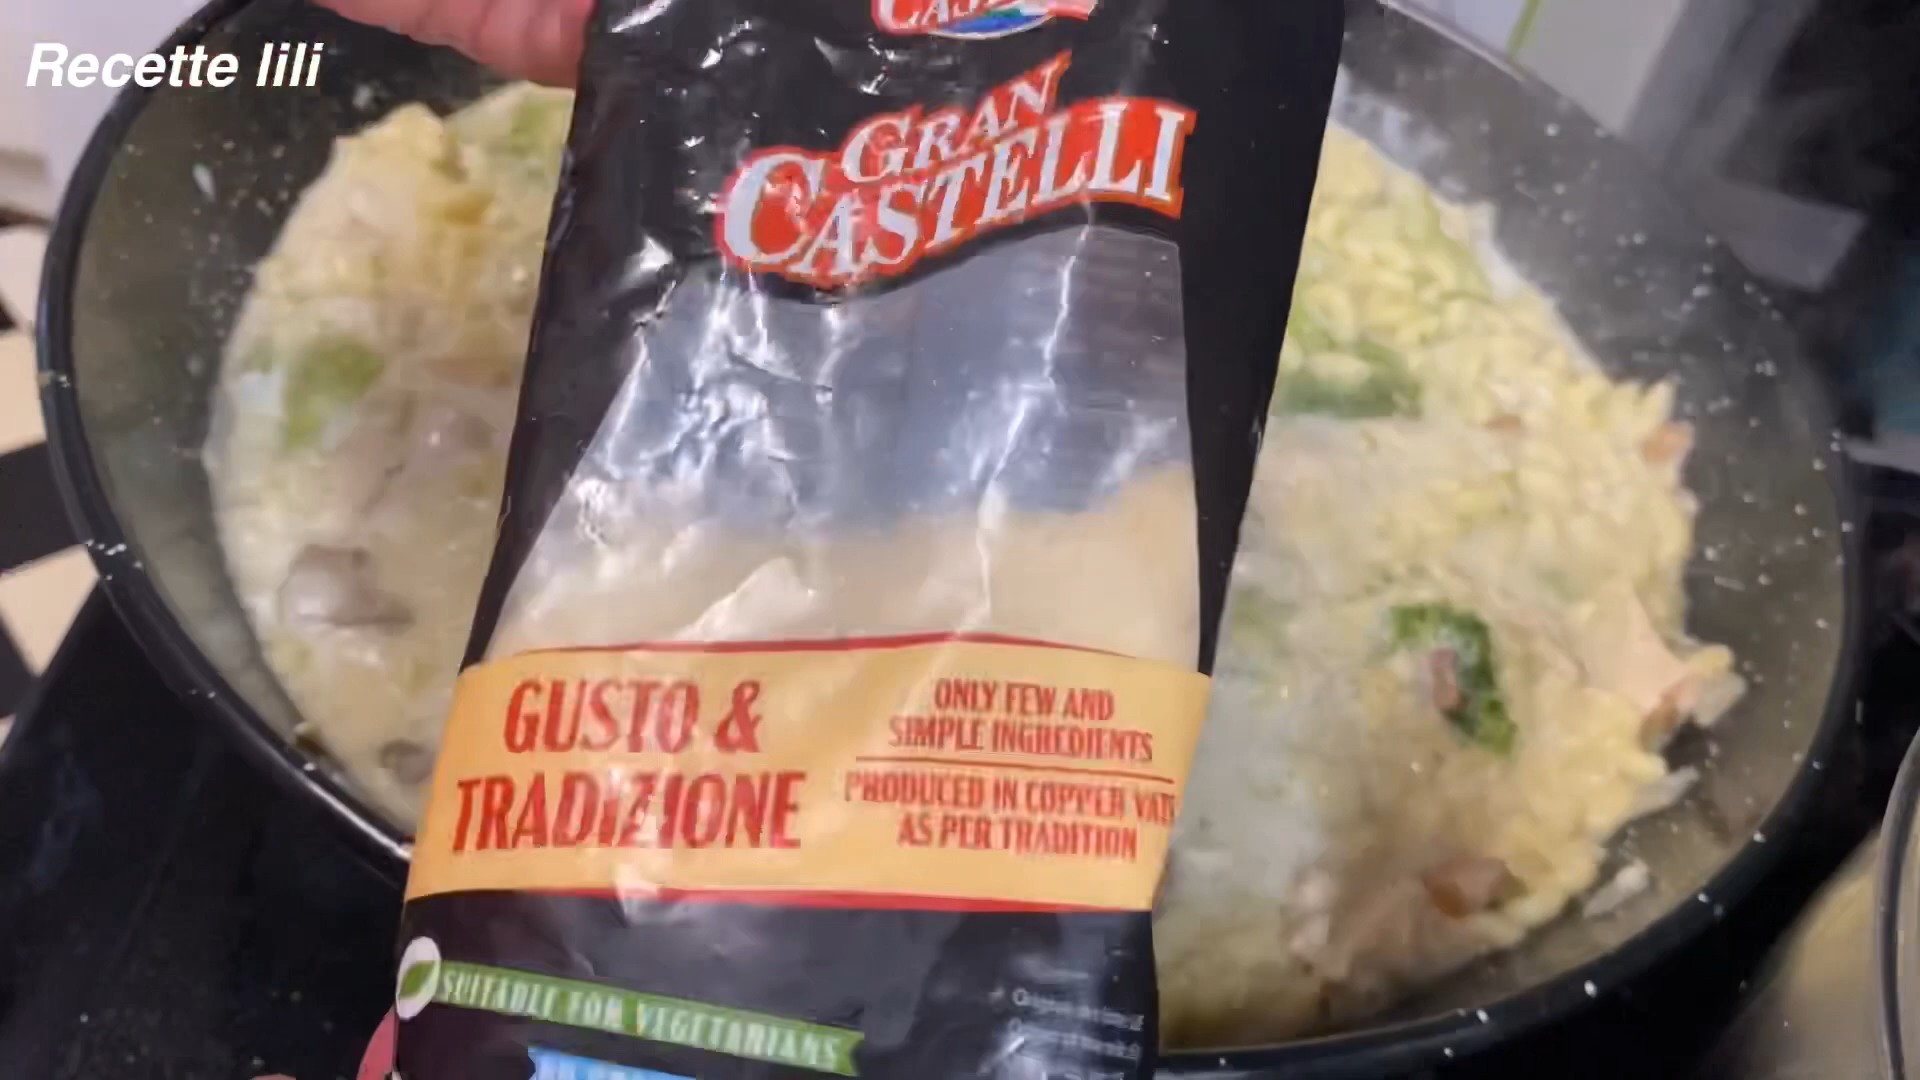 Recette lili
GRAN
CASTELLI
GUSTO &
TRADIZIONE
ONLY FEW AND
SIMPLE INGREDIENTS
PRODUCED IN COPPER VATS
AS PER TRADITION
SUITABLE FOR VEGETARIANS